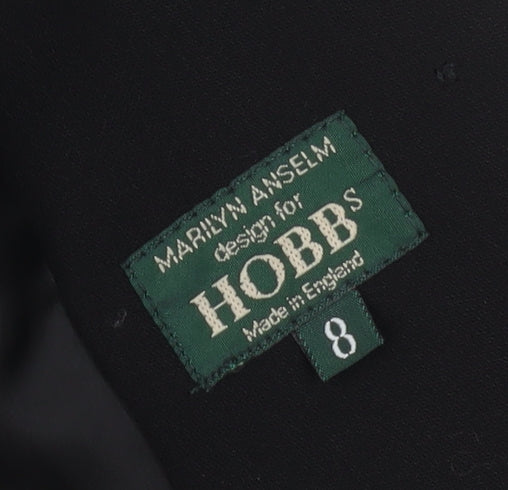 MARILYN ANSELM
design for
HOBBS
Made in England
8